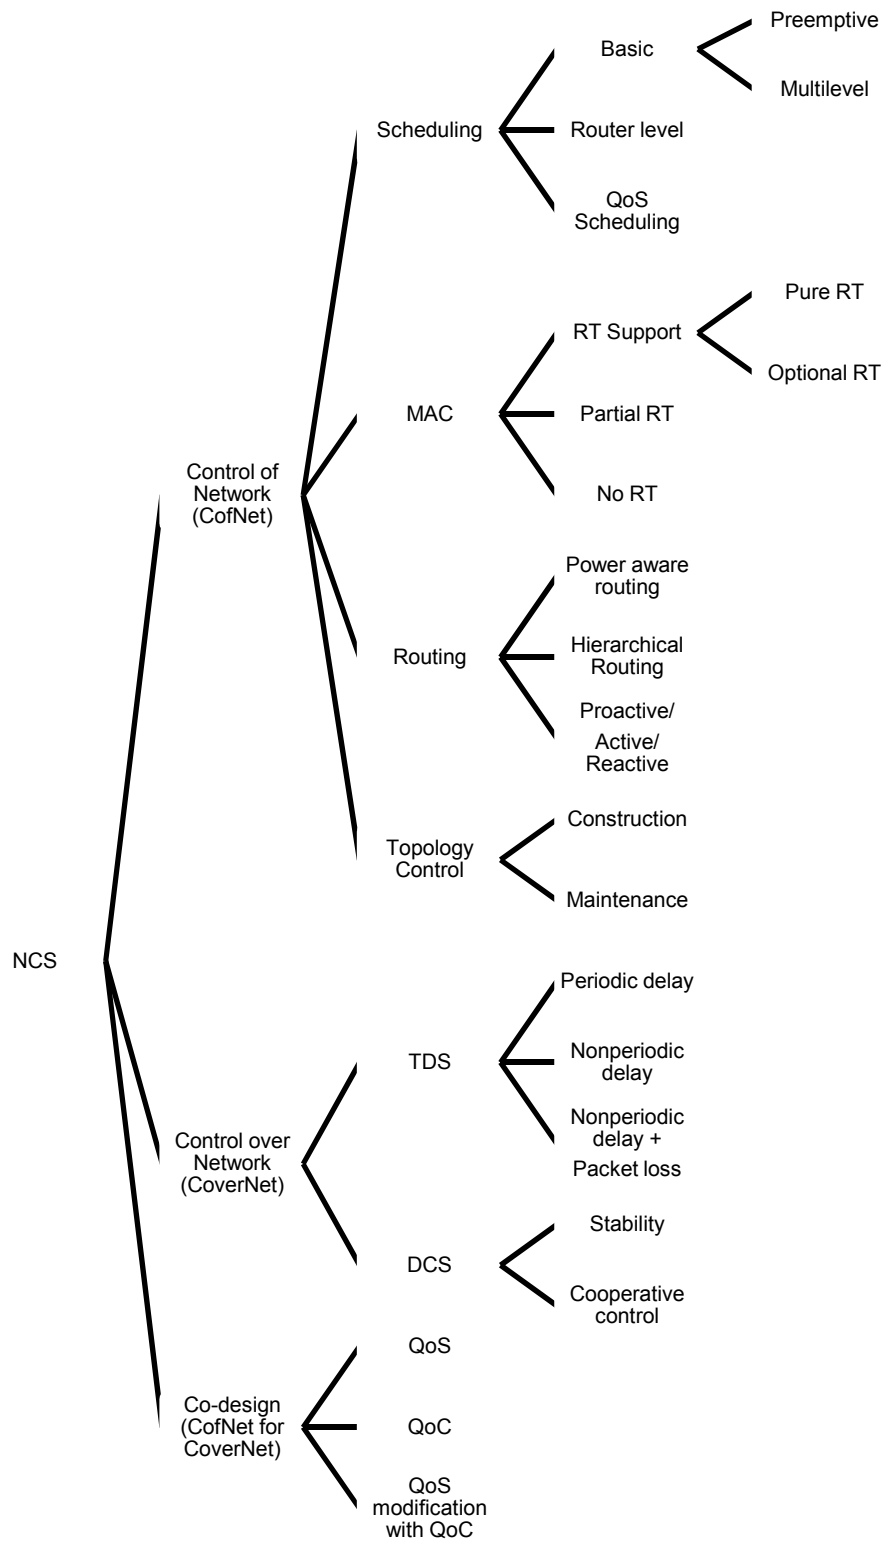 Preemptive
Basic
Multilevel
Scheduling
Router level
QoS
Scheduling
Pure RT
RT Support
Optional RT
MAC
Partial RT
Control of
Network
(CofNet)
No RT
Power aware
routing
Routing
Hierarchical
Routing
Proactive/
Active/
Reactive
Construction
Topology
Control
Maintenance
NCS
Periodic delay
TDS
Nonperiodic
delay
Nonperiodic
delay +
Packet loss
Control over
Network
(CoverNet)
Stability
DCS
Cooperative
control
QoS
Co-design
(CofNet for
CoverNet)
QoC
QoS
modification
with QoC